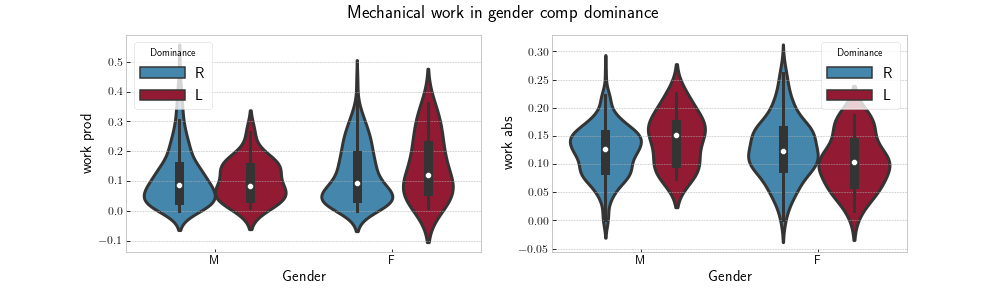 Mechanical work in gender comp dominance
work prod
0.5
0.4
0.3
0.2
0.1
0.0
−0.1
Dominance
R
L
M
F
Gender
work abs
0.30
0.25
0.20
0.15
0.10
0.05
0.00
−0.05
Dominance
R
L
M
F
Gender